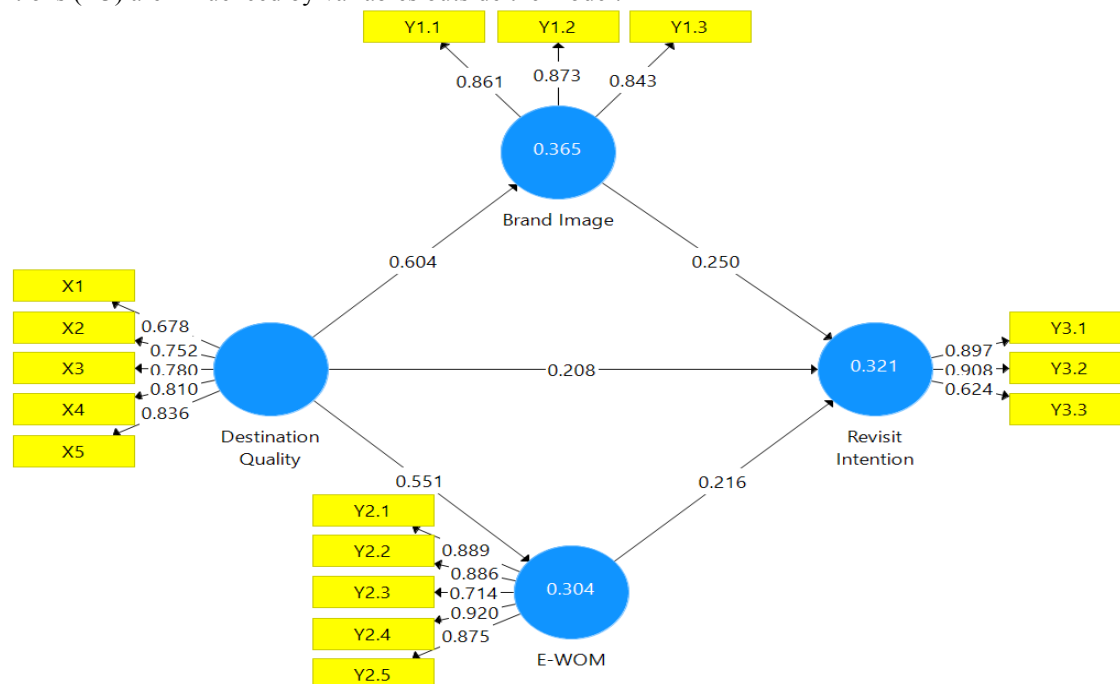 Y1.1
Y1.2
Y1.3
0.861
0.873
0.843
0.365
Brand Image
0.604
0.250
X1
X2
X3
X4
X5
0.678
0.752
0.780
0.810
0.836
Destination
Quality
0.208
0.321
Revisit
Intention
0.897
0.908
0.624
Y3.1
Y3.2
Y3.3
0.551
0.216
Y2.1
Y2.2
Y2.3
Y2.4
Y2.5
0.889
0.886
0.714
0.920
0.875
0.304
E-WOM